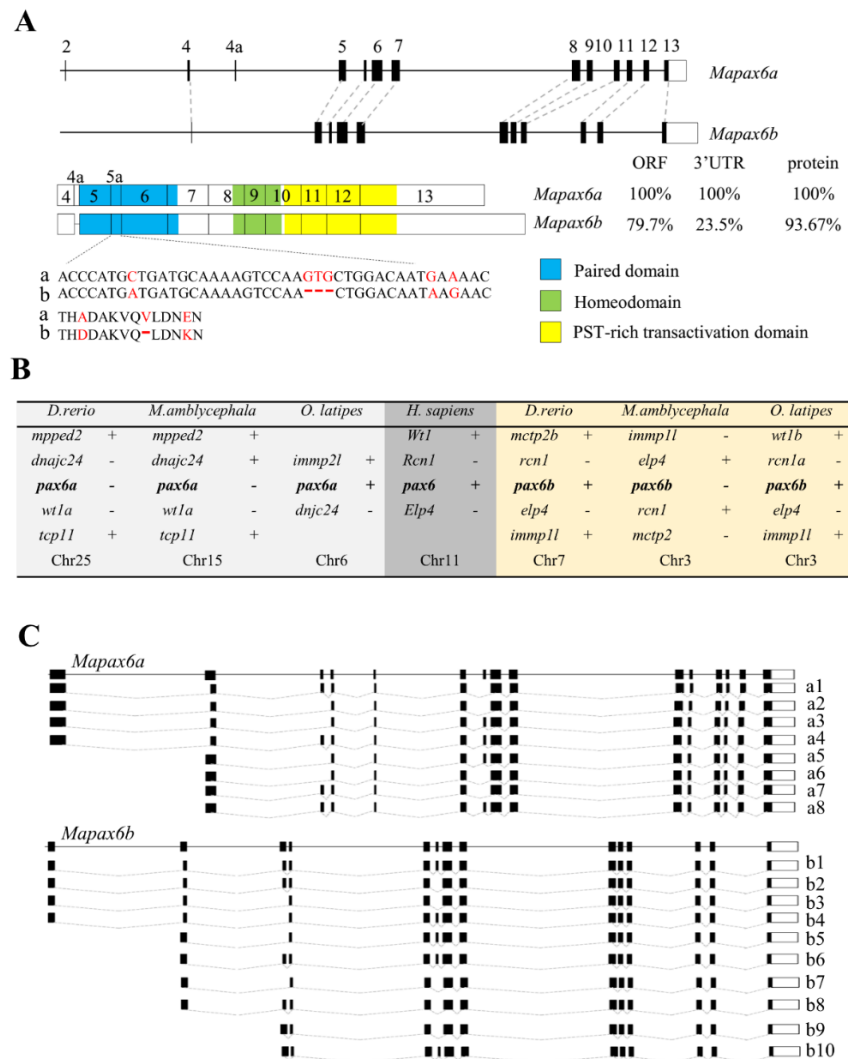 A
2 4 4a 5 6 7 8 910 11 12 13
Mapax6a
Mapax6b
ORF 3'UTR protein
4a 5a
4 5 6 7 8 9 10 11 12 13
Mapax6a 100% 100% 100%
Mapax6b 79.7% 23.5% 93.67%
a ACCCATGCTGATGCAAAAGTCCAAGTGCTGGACAATGAAAAC
b ACCCATGATGATGCAAAAGTCCAA---CTGGACAATAAGAAC
a THADAKVQVLDNEN
b THDDAKVQ-LDNKN
Paired domain
Homeodomain
PST-rich transactivation domain
B
D.rerio M.amblycephala O. latipes H. sapiens D.rerio M.amblycephala O. latipes
mpped2 + mpped2 + Wt1 + mctp2b + immp1l - wt1b +
dnajc24 - dnajc24 + immp2l + Rcn1 - rcn1 - elp4 + rcn1a -
pax6a - pax6a - pax6a + pax6 + pax6b + pax6b - pax6b +
wt1a - wt1a - dnjc24 - Elp4 - elp4 - rcn1 + elp4 -
tcp11 + tcp11 + immp1l + mctp2 - immp1l +
Chr25 Chr15 Chr6 Chr11 Chr7 Chr3 Chr3
C
Mapax6a
a1
a2
a3
a4
a5
a6
a7
a8
Mapax6b
b1
b2
b3
b4
b5
b6
b7
b8
b9
b10